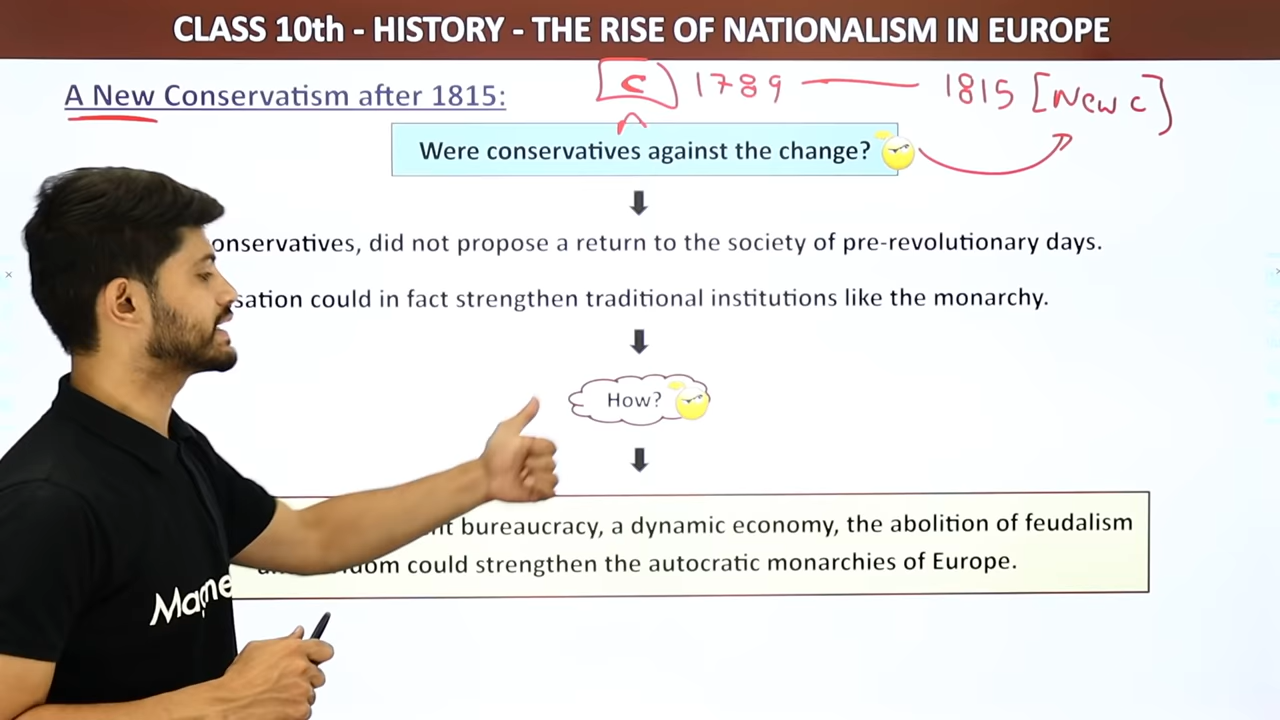 CLASS 10th - HISTORY - THE RISE OF NATIONALISM IN EUROPE
A New Conservatism after 1815:
C 1789 — 1815 [New C]
Were conservatives against the change?
onservatives, did not propose a return to the society of pre-revolutionary days.
sation could in fact strengthen traditional institutions like the monarchy.
How?
nt bureaucracy, a dynamic economy, the abolition of feudalism
dom could strengthen the autocratic monarchies of Europe.
Magne